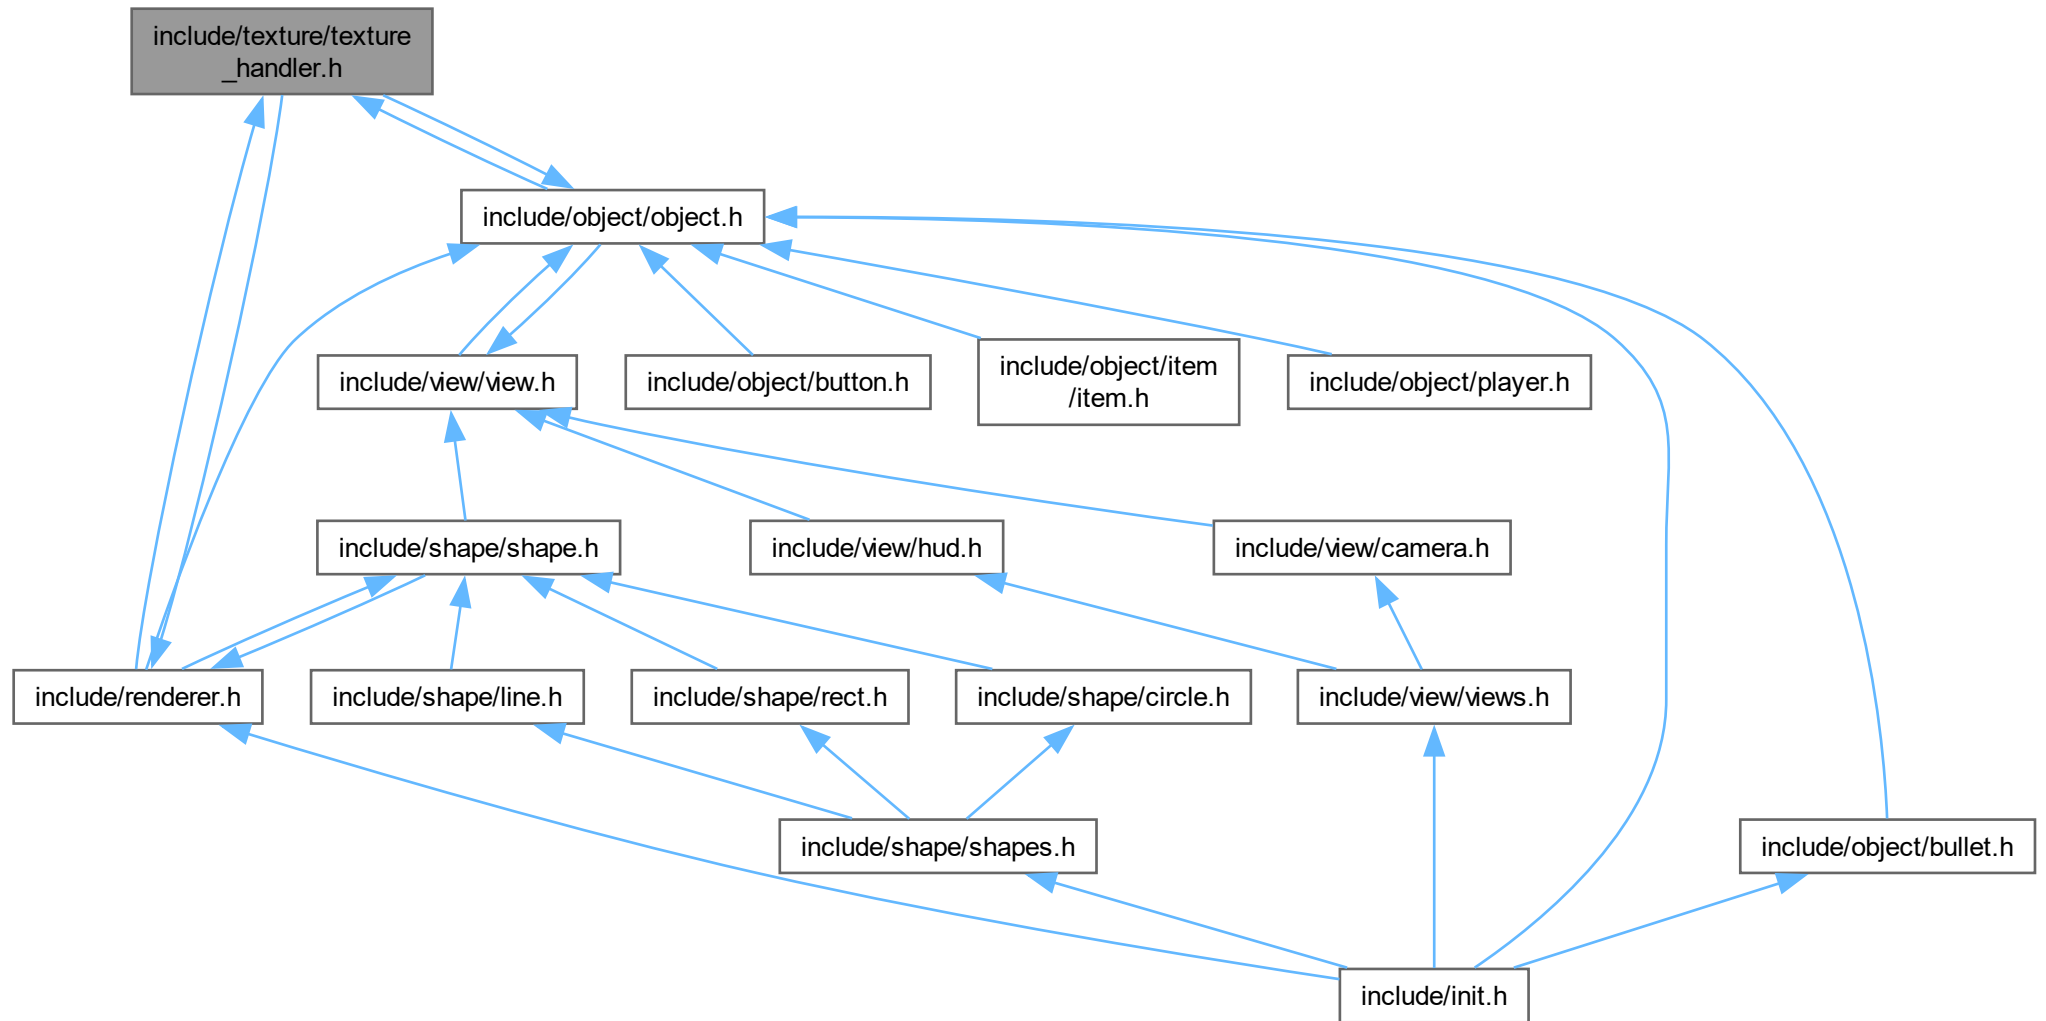 include/texture/texture
_handler.h
include/object/object.h
include/view/view.h
include/object/button.h
include/object/item
/item.h
include/object/player.h
include/shape/shape.h
include/view/hud.h
include/view/camera.h
include/renderer.h
include/shape/line.h
include/shape/rect.h
include/shape/circle.h
include/view/views.h
include/shape/shapes.h
include/object/bullet.h
include/init.h